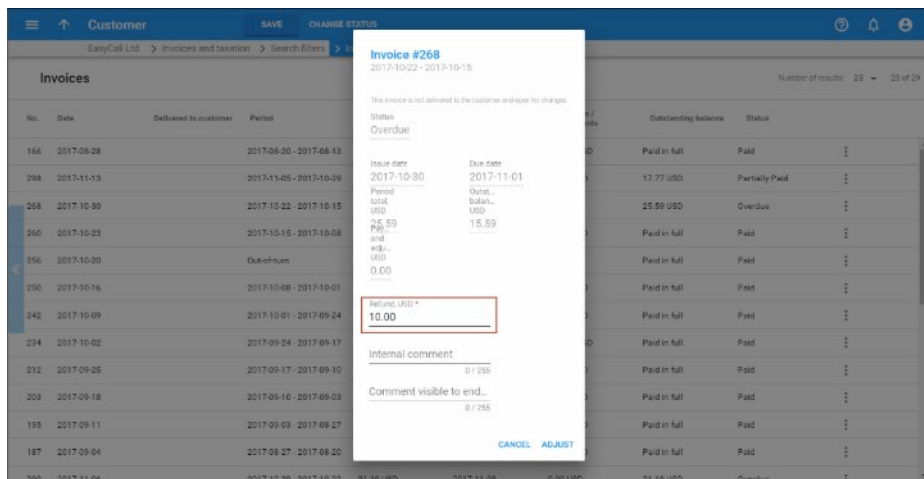 Customer SAVE CHANGE STATUS
EasyCall Ltd. > Invoices and taxation > Search filters >
Invoices Number of results: 25 25 of 29
No. Date Delivered to customer Period Outstanding balance Status
166 2017-08-28 2017-08-20 - 2017-08-13 Paid in full Paid
298 2017-11-13 2017-11-05 - 2017-10-29 17.77 USD Partially Paid
268 2017-10-30 2017-10-22 - 2017-10-15 25.59 USD Overdue
260 2017-10-23 2017-10-15 - 2017-10-08 Paid in full Paid
256 2017-10-20 Out-of-turn Paid in full Paid
250 2017-10-16 2017-10-08 - 2017-10-01 Paid in full Paid
242 2017-10-09 2017-10-01 - 2017-09-24 Paid in full Paid
234 2017-10-02 2017-09-24 - 2017-09-17 Paid in full Paid
212 2017-09-25 2017-09-17 - 2017-09-10 Paid in full Paid
203 2017-09-18 2017-09-10 - 2017-09-03 Paid in full Paid
195 2017-09-11 2017-09-03 - 2017-08-27 Paid in full Paid
187 2017-09-04 2017-08-27 - 2017-08-20 Paid in full Paid
Invoice #268
2017-10-22 - 2017-10-15
This invoice is not delivered to the customer and open for changes
Status
Overdue
Issue date Due date
2017-10-30 2017-11-01
Period total, USD Outst... balan... USD
25.59 15.59
Pay... and adju... USD
0.00
Refund, USD *
10.00
Internal comment
0 / 255
Comment visible to end...
0 / 255
CANCEL ADJUST